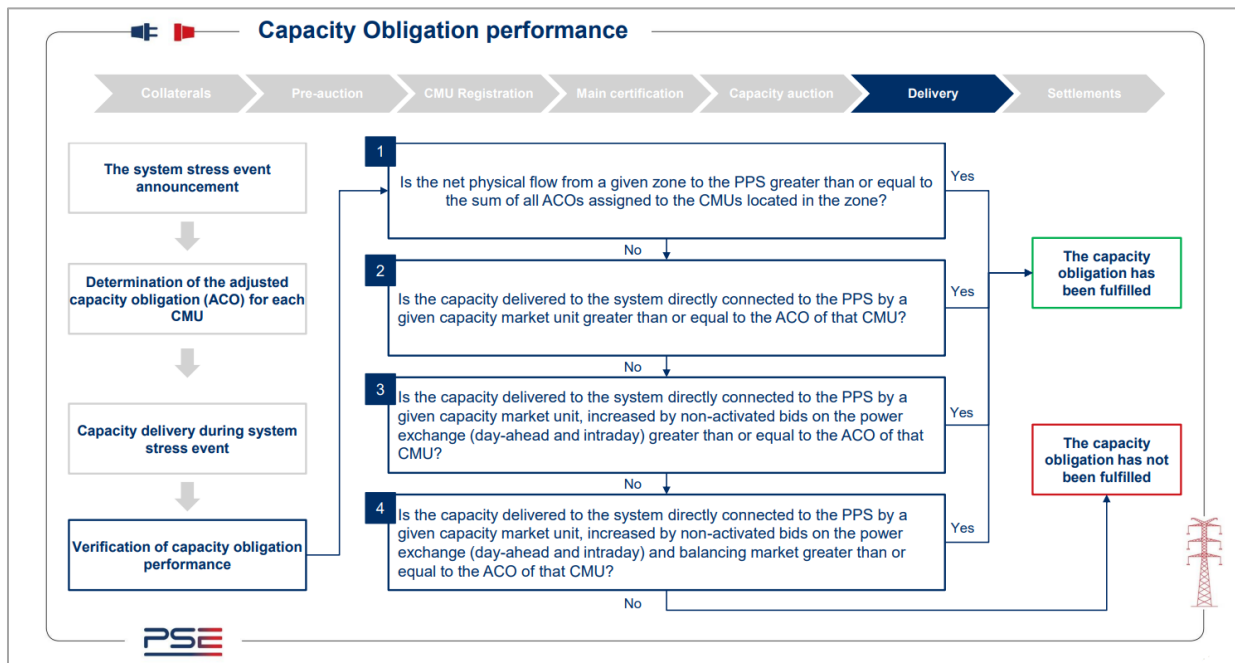 Capacity Obligation performance
Collaterals
Pre-auction
CMU Registration
Main certification
Capacity auction
Delivery
Settlements
The system stress event
announcement
Determination of the adjusted
capacity obligation (ACO) for each
CMU
Capacity delivery during system
stress event
Verification of capacity obligation
performance
1
Is the net physical flow from a given zone to the PPS greater than or equal to
the sum of all ACOs assigned to the CMUs located in the zone?
Yes
No
2
Is the capacity delivered to the system directly connected to the PPS by a
given capacity market unit greater than or equal to the ACO of that CMU?
Yes
No
3
Is the capacity delivered to the system directly connected to the PPS by a
given capacity market unit, increased by non-activated bids on the power
exchange (day-ahead and intraday) greater than or equal to the ACO of that
CMU?
Yes
No
4
Is the capacity delivered to the system directly connected to the PPS by a
given capacity market unit, increased by non-activated bids on the power
exchange (day-ahead and intraday) and balancing market greater than or
equal to the ACO of that CMU?
Yes
No
The capacity
obligation has
been fulfilled
The capacity
obligation has not
been fulfilled
PSE